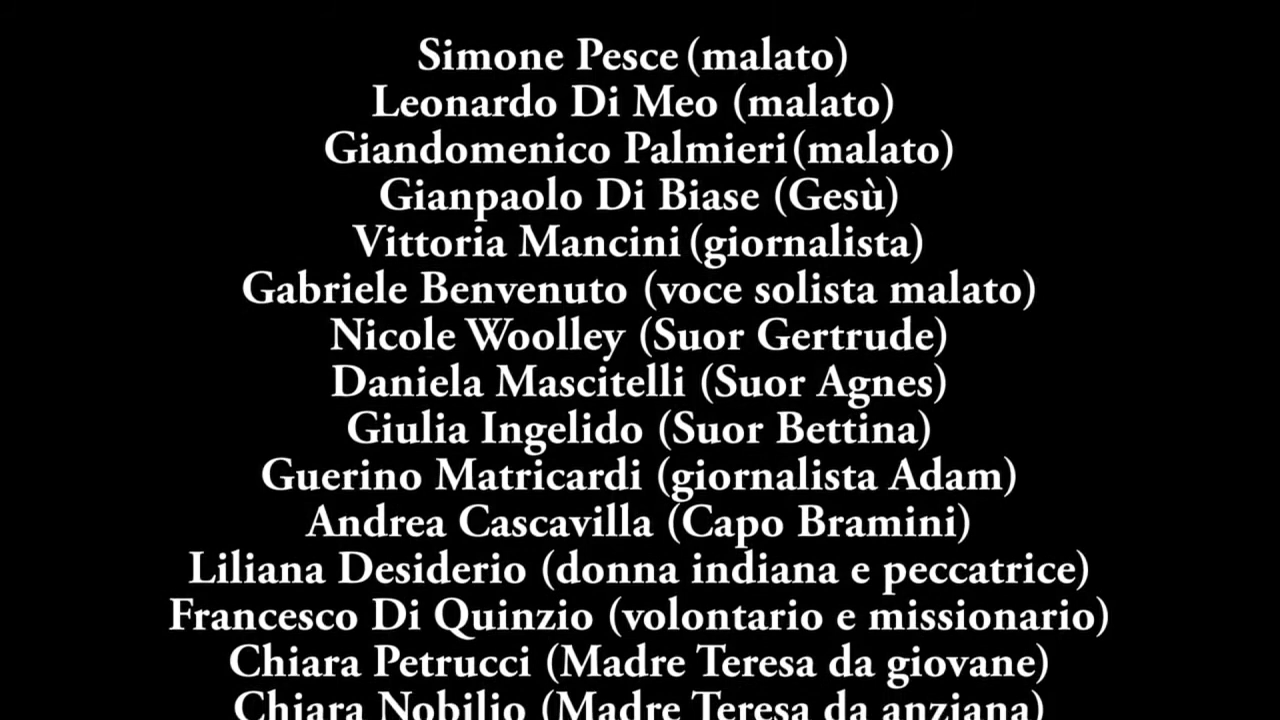 Simone Pesce (malato)
Leonardo Di Meo (malato)
Giandomenico Palmieri (malato)
Gianpaolo Di Biase (Gesù)
Vittoria Mancini (giornalista)
Gabriele Benvenuto (voce solista malato)
Nicole Woolley (Suor Gertrude)
Daniela Mascitelli (Suor Agnes)
Giulia Ingelido (Suor Bettina)
Guerino Matricardi (giornalista Adam)
Andrea Cascavilla (Capo Bramini)
Liliana Desiderio (donna indiana e peccatrice)
Francesco Di Quinzio (volontario e missionario)
Chiara Petrucci (Madre Teresa da giovane)
Chiara Nobilio (Madre Teresa da anziana)